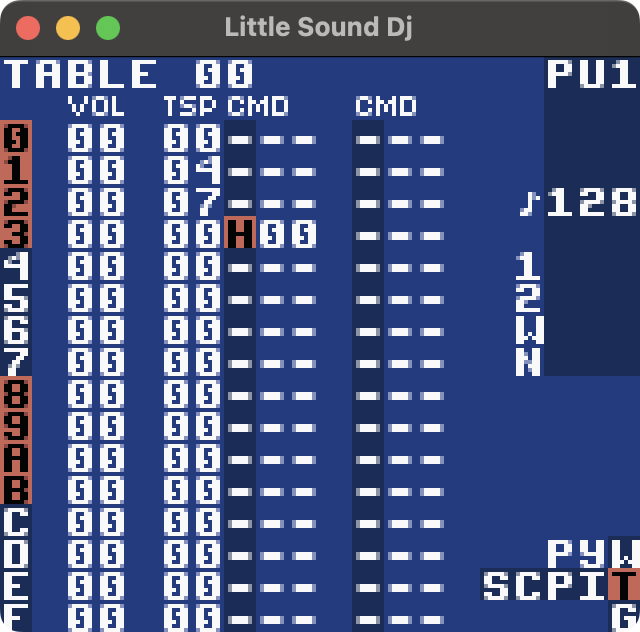 Little Sound Dj
TABLE 00 PU1
VOL TSP CMD CMD
0 00 00 --- ---
1 00 04 --- ---
2 00 07 --- --- ♪128
3 00 00 H00 ---
4 00 00 --- --- 1
5 00 00 --- --- 2
6 00 00 --- --- W
7 00 00 --- --- N
8 00 00 --- ---
9 00 00 --- ---
A 00 00 --- ---
B 00 00 --- ---
C 00 00 --- ---
D 00 00 --- --- PYW
E 00 00 --- --- SCPIT
F 00 00 --- --- G